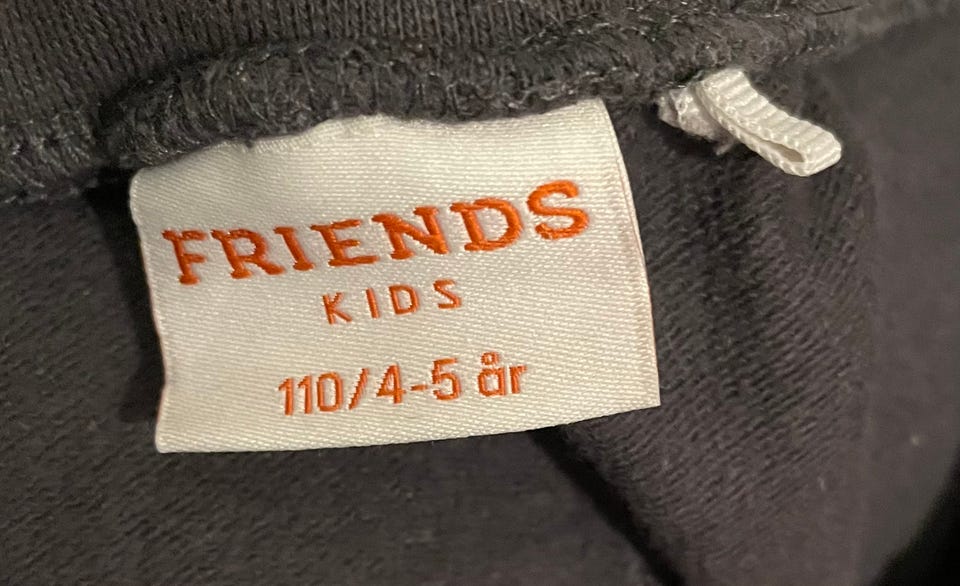 FRIENDS
KIDS
110/4-5 år